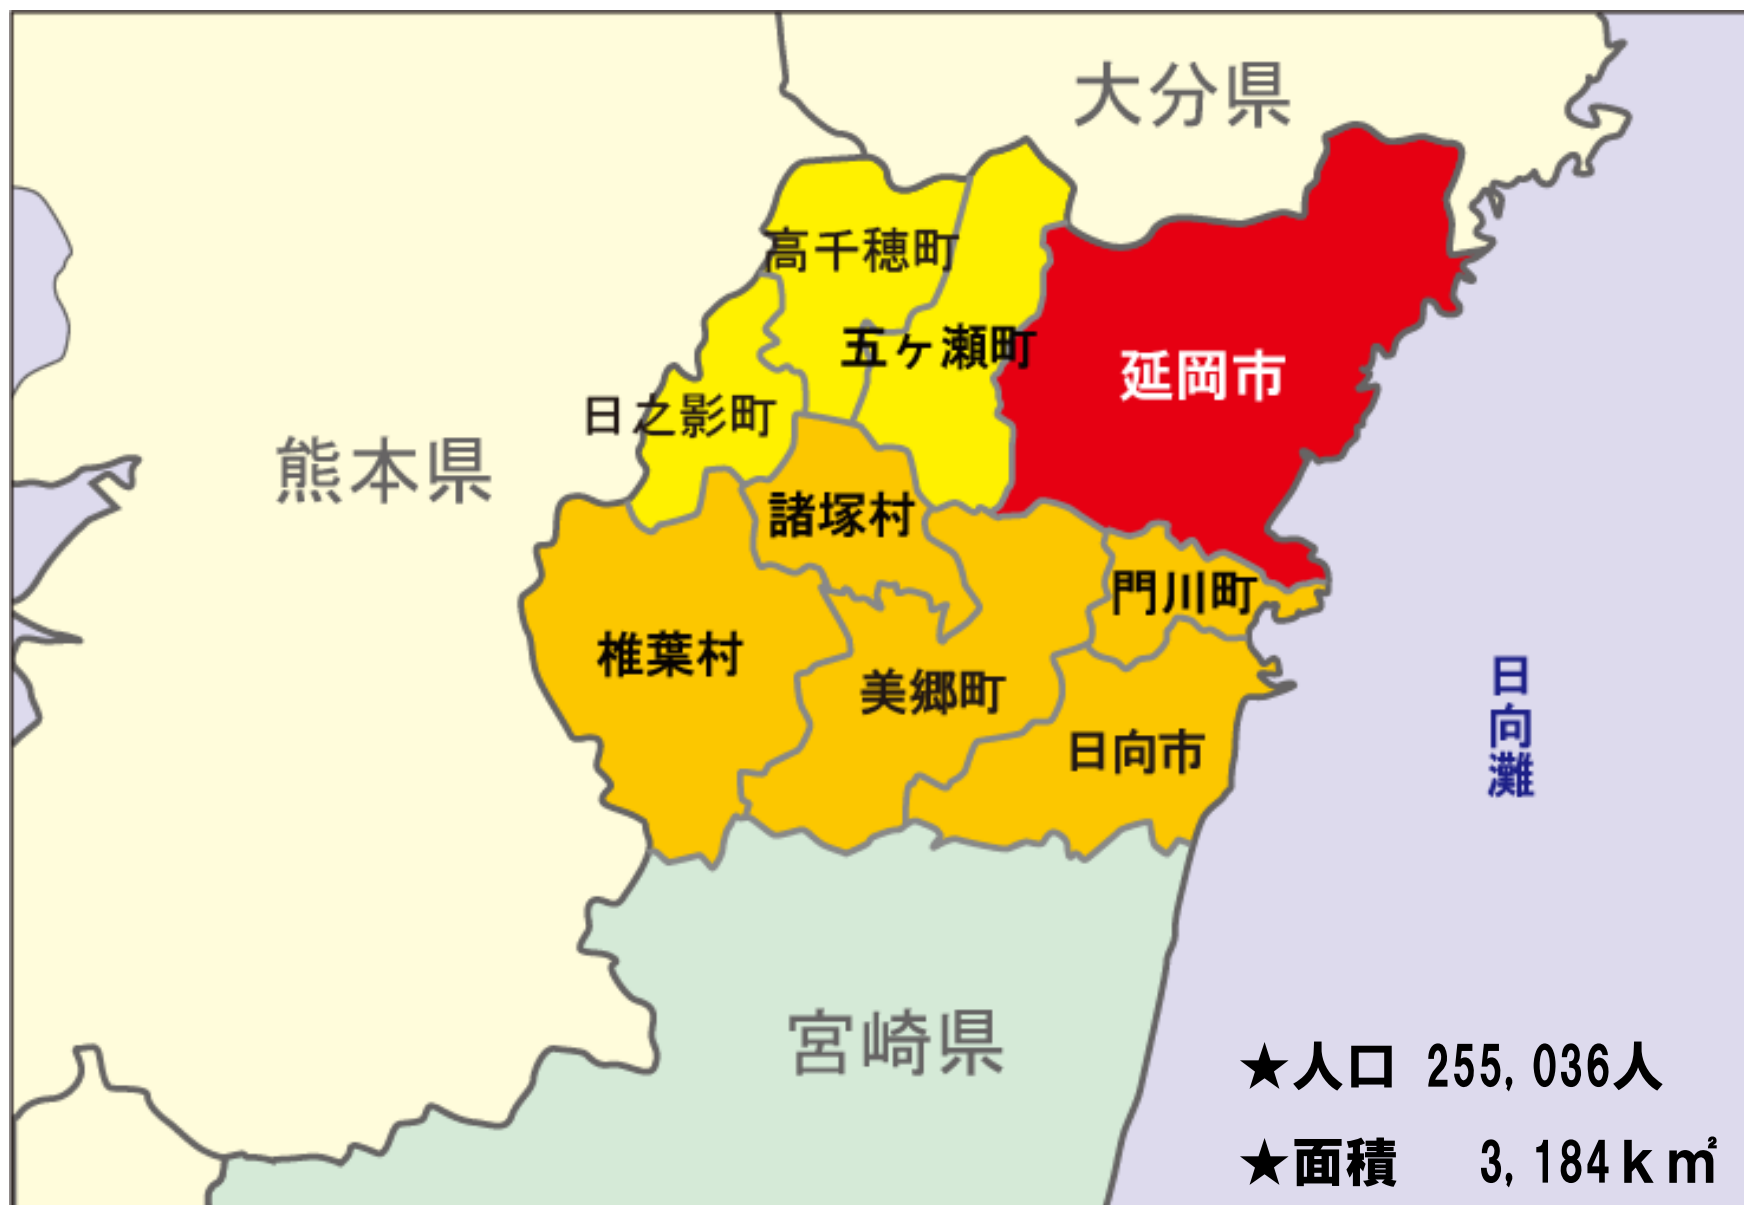 大分県
高千穂町
五ヶ瀬町
延岡市
日之影町
熊本県
諸塚村
門川町
椎葉村
美郷町
日向市
日向灘
宮崎県
★人口 255,036人
★面積 3,184ｋ㎡